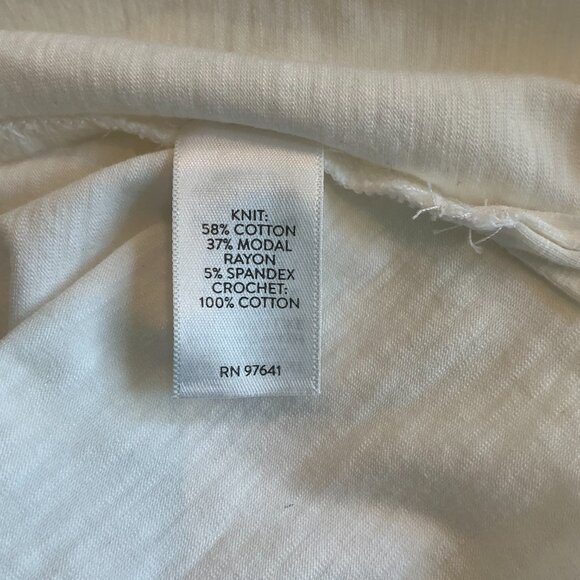 KNIT:
58% COTTON
37% MODAL
RAYON
5% SPANDEX
CROCHET:
100% COTTON
RN 97641